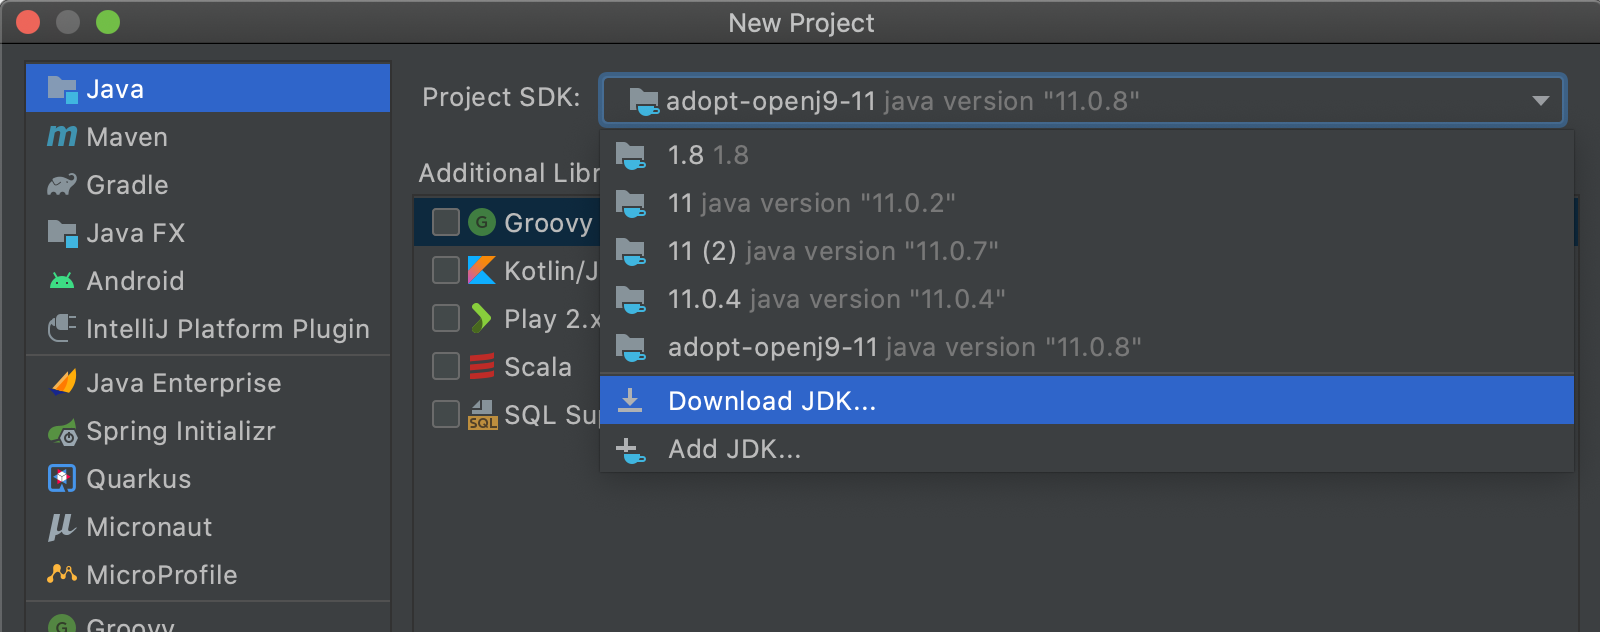 New Project
Java
Maven
Gradle
Java FX
Android
IntelliJ Platform Plugin
Java Enterprise
Spring Initializr
Quarkus
Micronaut
MicroProfile
G Groovy
Project SDK: adopt-openj9-11 java version "11.0.8"
1.8 1.8
11 java version "11.0.2"
11 (2) java version "11.0.7"
11.0.4 java version "11.0.4"
adopt-openj9-11 java version "11.0.8"
Download JDK...
Add JDK...
Additional Libr
G Groovy
Kotlin/J
Play 2.x
Scala
SQL SQL Su